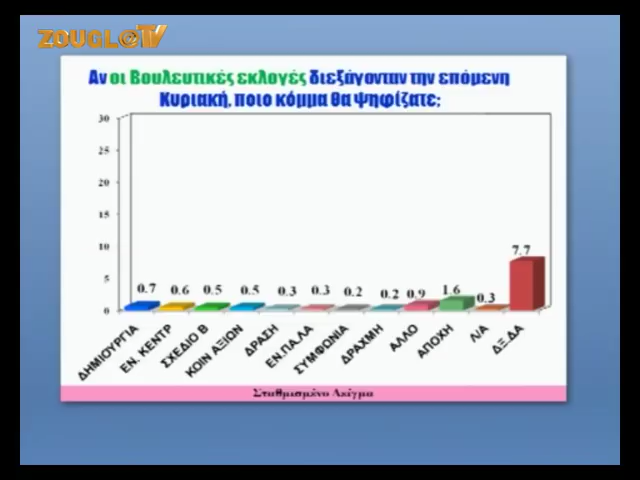 ZOUGL@TV
Αν οι Βουλευτικές εκλογές διεξάγονταν την επόμενη
Κυριακή, ποιο κόμμα θα ψηφίζατε;
30
25
20
15
10
5
0
0.7 0.6 0.5 0.5 0.3 0.3 0.2 0.2 0.9 1.6 0.3 7.7
ΔΗΜΙΟΥΡΓΙΑ
ΕΝ. ΚΕΝΤΡ
ΣΧΕΔΙΟ Β
ΚΟΙΝ ΑΞΙΩΝ
ΔΡΑΣΗ
ΕΝ.ΠΑ.ΛΑ
ΣΥΜΦΩΝΙΑ
ΔΡΑΧΜΗ
ΑΛΛΟ
ΑΠΟΧΗ
Λ/Α
ΔΞ.ΔΑ
Σταθμισμένο Δείγμα